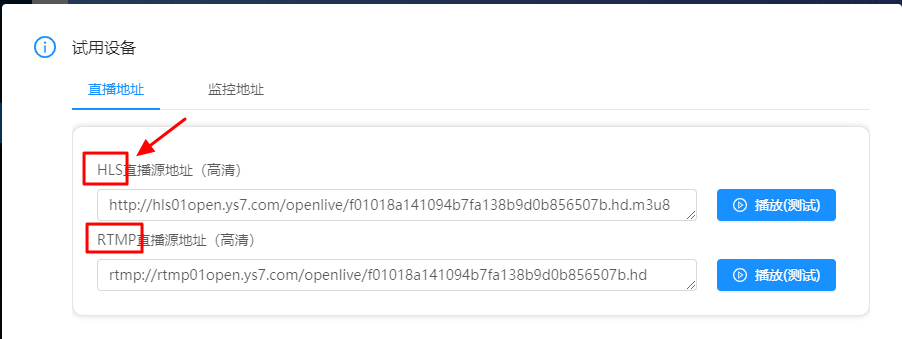 试用设备
直播地址 监控地址
HLS直播源地址（高清）
http://hls01open.ys7.com/openlive/f01018a141094b7fa138b9d0b856507b.hd.m3u8
播放(测试)
RTMP直播源地址（高清）
rtmp://rtmp01open.ys7.com/openlive/f01018a141094b7fa138b9d0b856507b.hd
播放(测试)